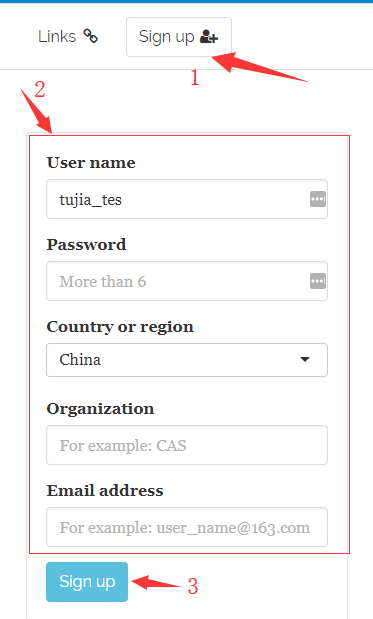 Links
Sign up
1
2
User name
tujia_tes
Password
More than 6
Country or region
China
Organization
For example: CAS
Email address
For example: user_name@163.com
Sign up
3